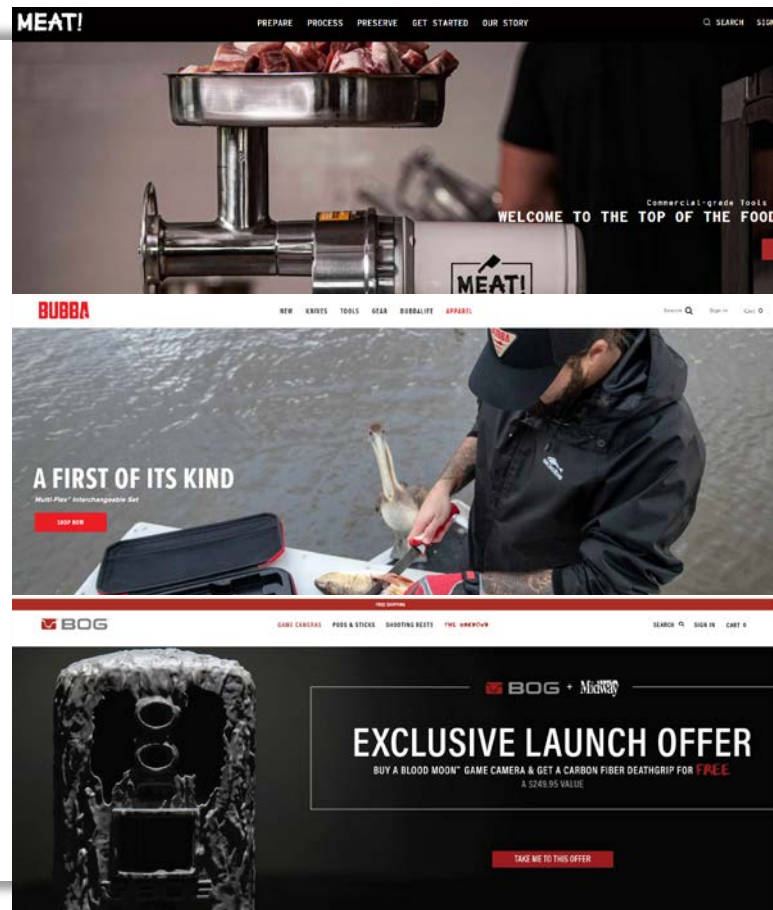 MEAT!
PREPARE PROCESS PRESERVE GET STARTED OUR STORY
SEARCH SIGN
Commercial-grade Tools
WELCOME TO THE TOP OF THE FOOD
MEAT!
BUBBA
NEW KNIVES TOOLS GEAR BUBBALIFE APPAREL
Search Sign in Cart 0
A FIRST OF ITS KIND
Multi-Flex™ Interchangeable Set
SHOP NOW
FREE SHIPPING
BOG
GAME CAMERAS PODS & STICKS SHOOTING RESTS THE UNKNOWN
SEARCH SIGN IN CART 0
BOG + Midway
EXCLUSIVE LAUNCH OFFER
BUY A BLOOD MOON™ GAME CAMERA & GET A CARBON FIBER DEATHGRIP FOR FREE
A $249.95 VALUE
TAKE ME TO THIS OFFER